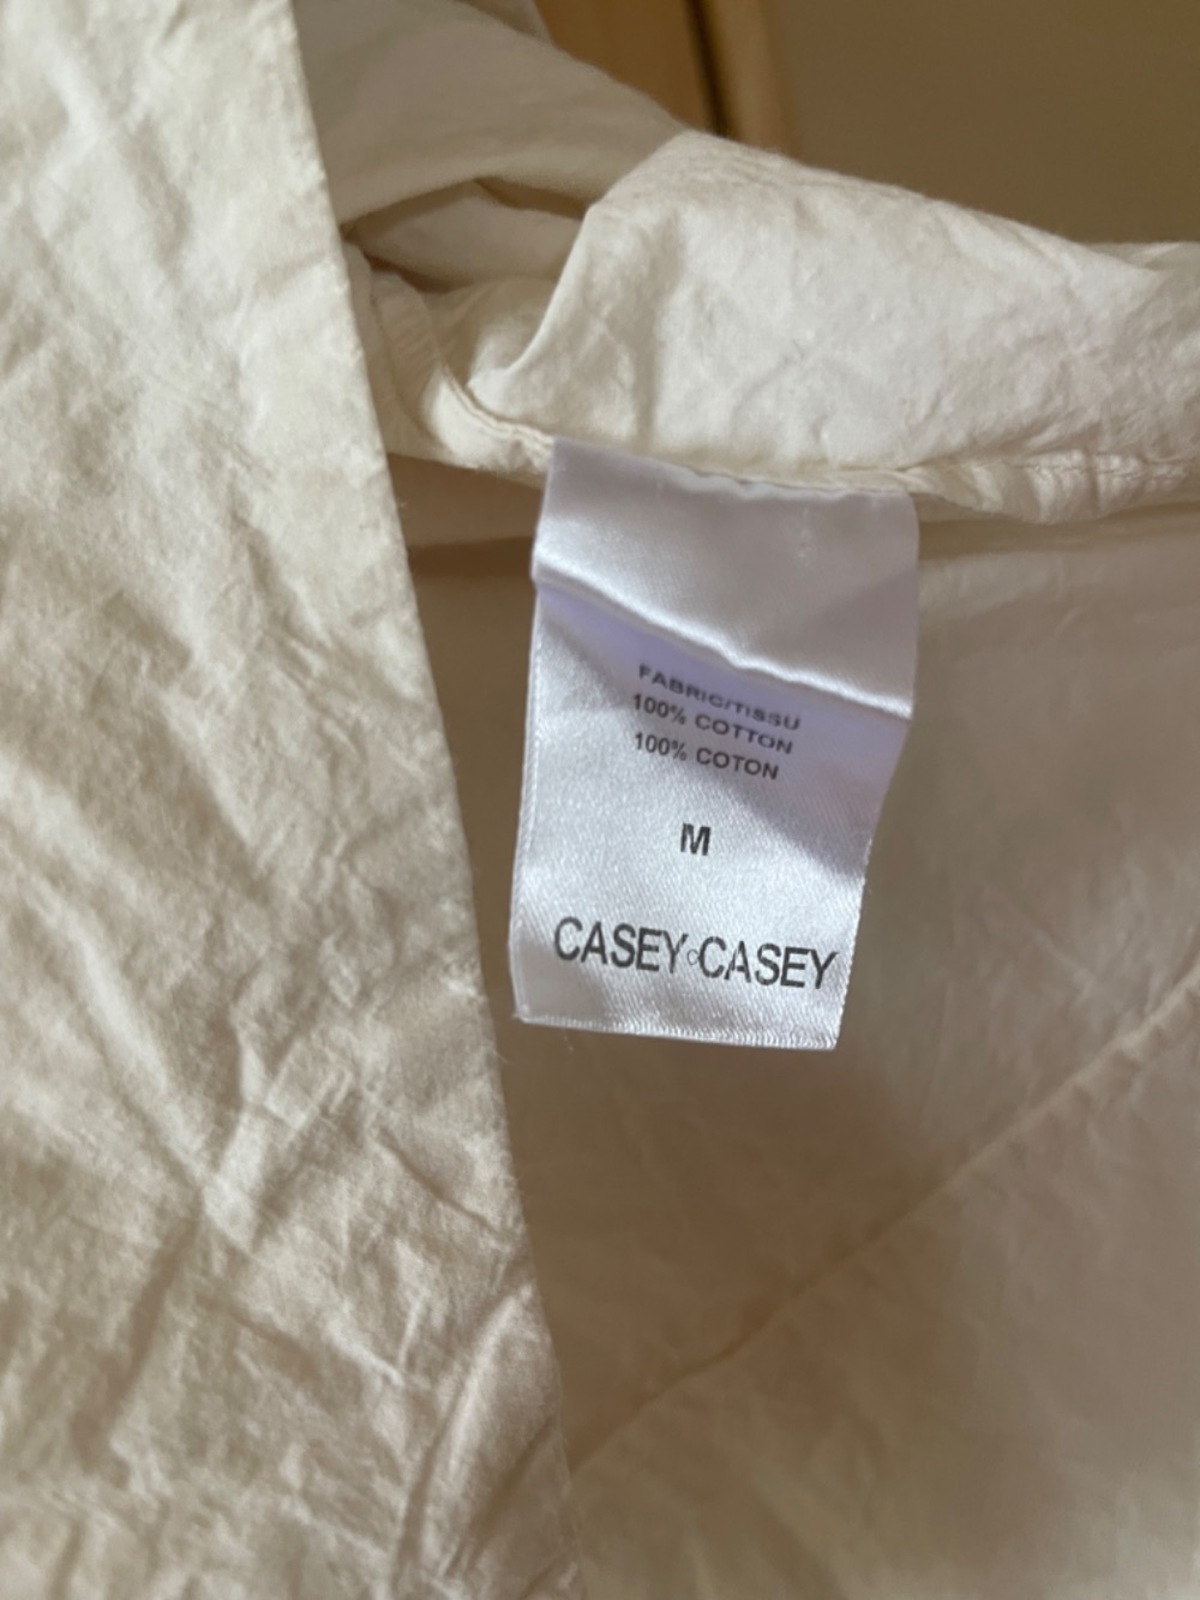 FABRIC/TISSU
100% COTTON
100% COTON
M
CASEY○CASEY